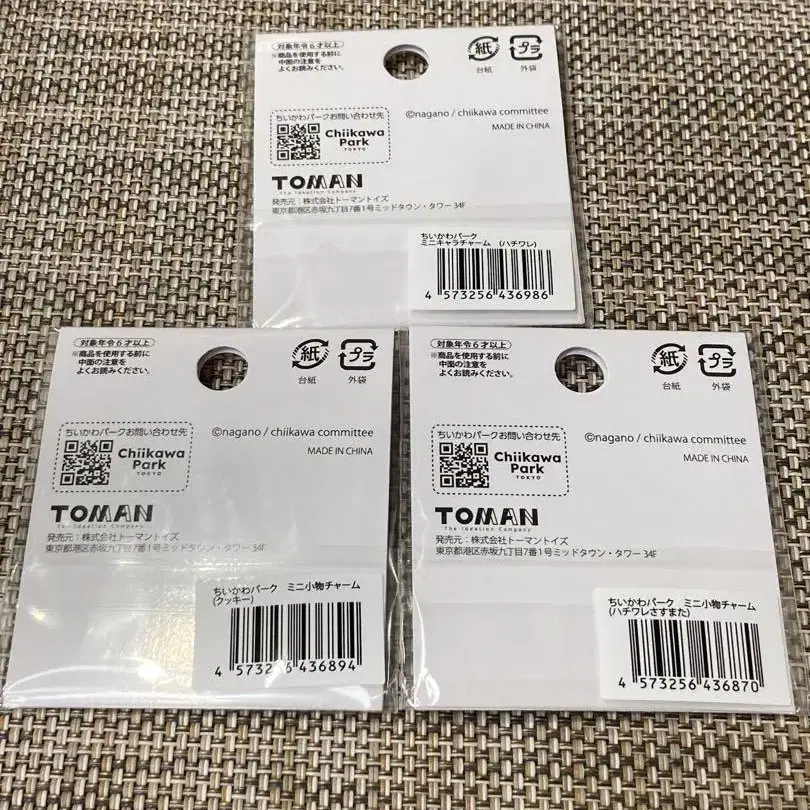 対象年令6才以上
※商品を使用する前に
中面の注意を
よくお読みください。
紙
台紙
プラ
外袋
ちいかわパークお問い合わせ先
Chiikawa
Park
TOKYO
©nagano / chiikawa committee
MADE IN CHINA
TOMAN
The Ideation Company
発売元：株式会社トーマントイズ
東京都港区赤坂九丁目7番1号ミッドタウン・タワー 34F
ちいかわパーク
ミニキャラチャーム （ハチワレ）
4 573256 436986
対象年令6才以上
※商品を使用する前に
中面の注意を
よくお読みください。
紙
台紙
プラ
外袋
ちいかわパークお問い合わせ先
Chiikawa
Park
TOKYO
©nagano / chiikawa committee
MADE IN CHINA
TOMAN
The Ideation Company
発売元：株式会社トーマントイズ
東京都港区赤坂九丁目7番1号ミッドタウン・タワー 34F
ちいかわパーク ミニ小物チャーム
(クッキー)
4 573256 436894
対象年令6才以上
※商品を使用する前に
中面の注意を
よくお読みください。
紙
台紙
プラ
外袋
ちいかわパークお問い合わせ先
Chiikawa
Park
TOKYO
©nagano / chiikawa committee
MADE IN CHINA
TOMAN
The Ideation Company
発売元：株式会社トーマントイズ
東京都港区赤坂九丁目7番1号ミッドタウン・タワー 34F
ちいかわパーク ミニ小物チャーム
(ハチワレさすまた)
4 573256 436870